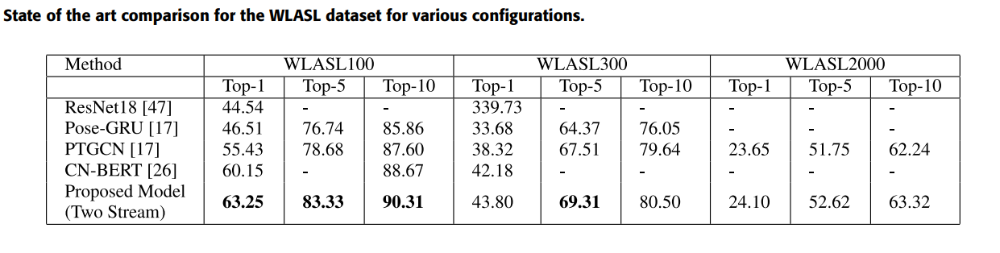 State of the art comparison for the WLASL dataset for various configurations.
Method WLASL100 WLASL300 WLASL2000
Top-1 Top-5 Top-10 Top-1 Top-5 Top-10 Top-1 Top-5 Top-10
ResNet18 [47] 44.54 - - 339.73 - - - - -
Pose-GRU [17] 46.51 76.74 85.86 33.68 64.37 76.05 - - -
PTGCN [17] 55.43 78.68 87.60 38.32 67.51 79.64 23.65 51.75 62.24
CN-BERT [26] 60.15 - 88.67 42.18 - - - - -
Proposed Model
(Two Stream) 63.25 83.33 90.31 43.80 69.31 80.50 24.10 52.62 63.32